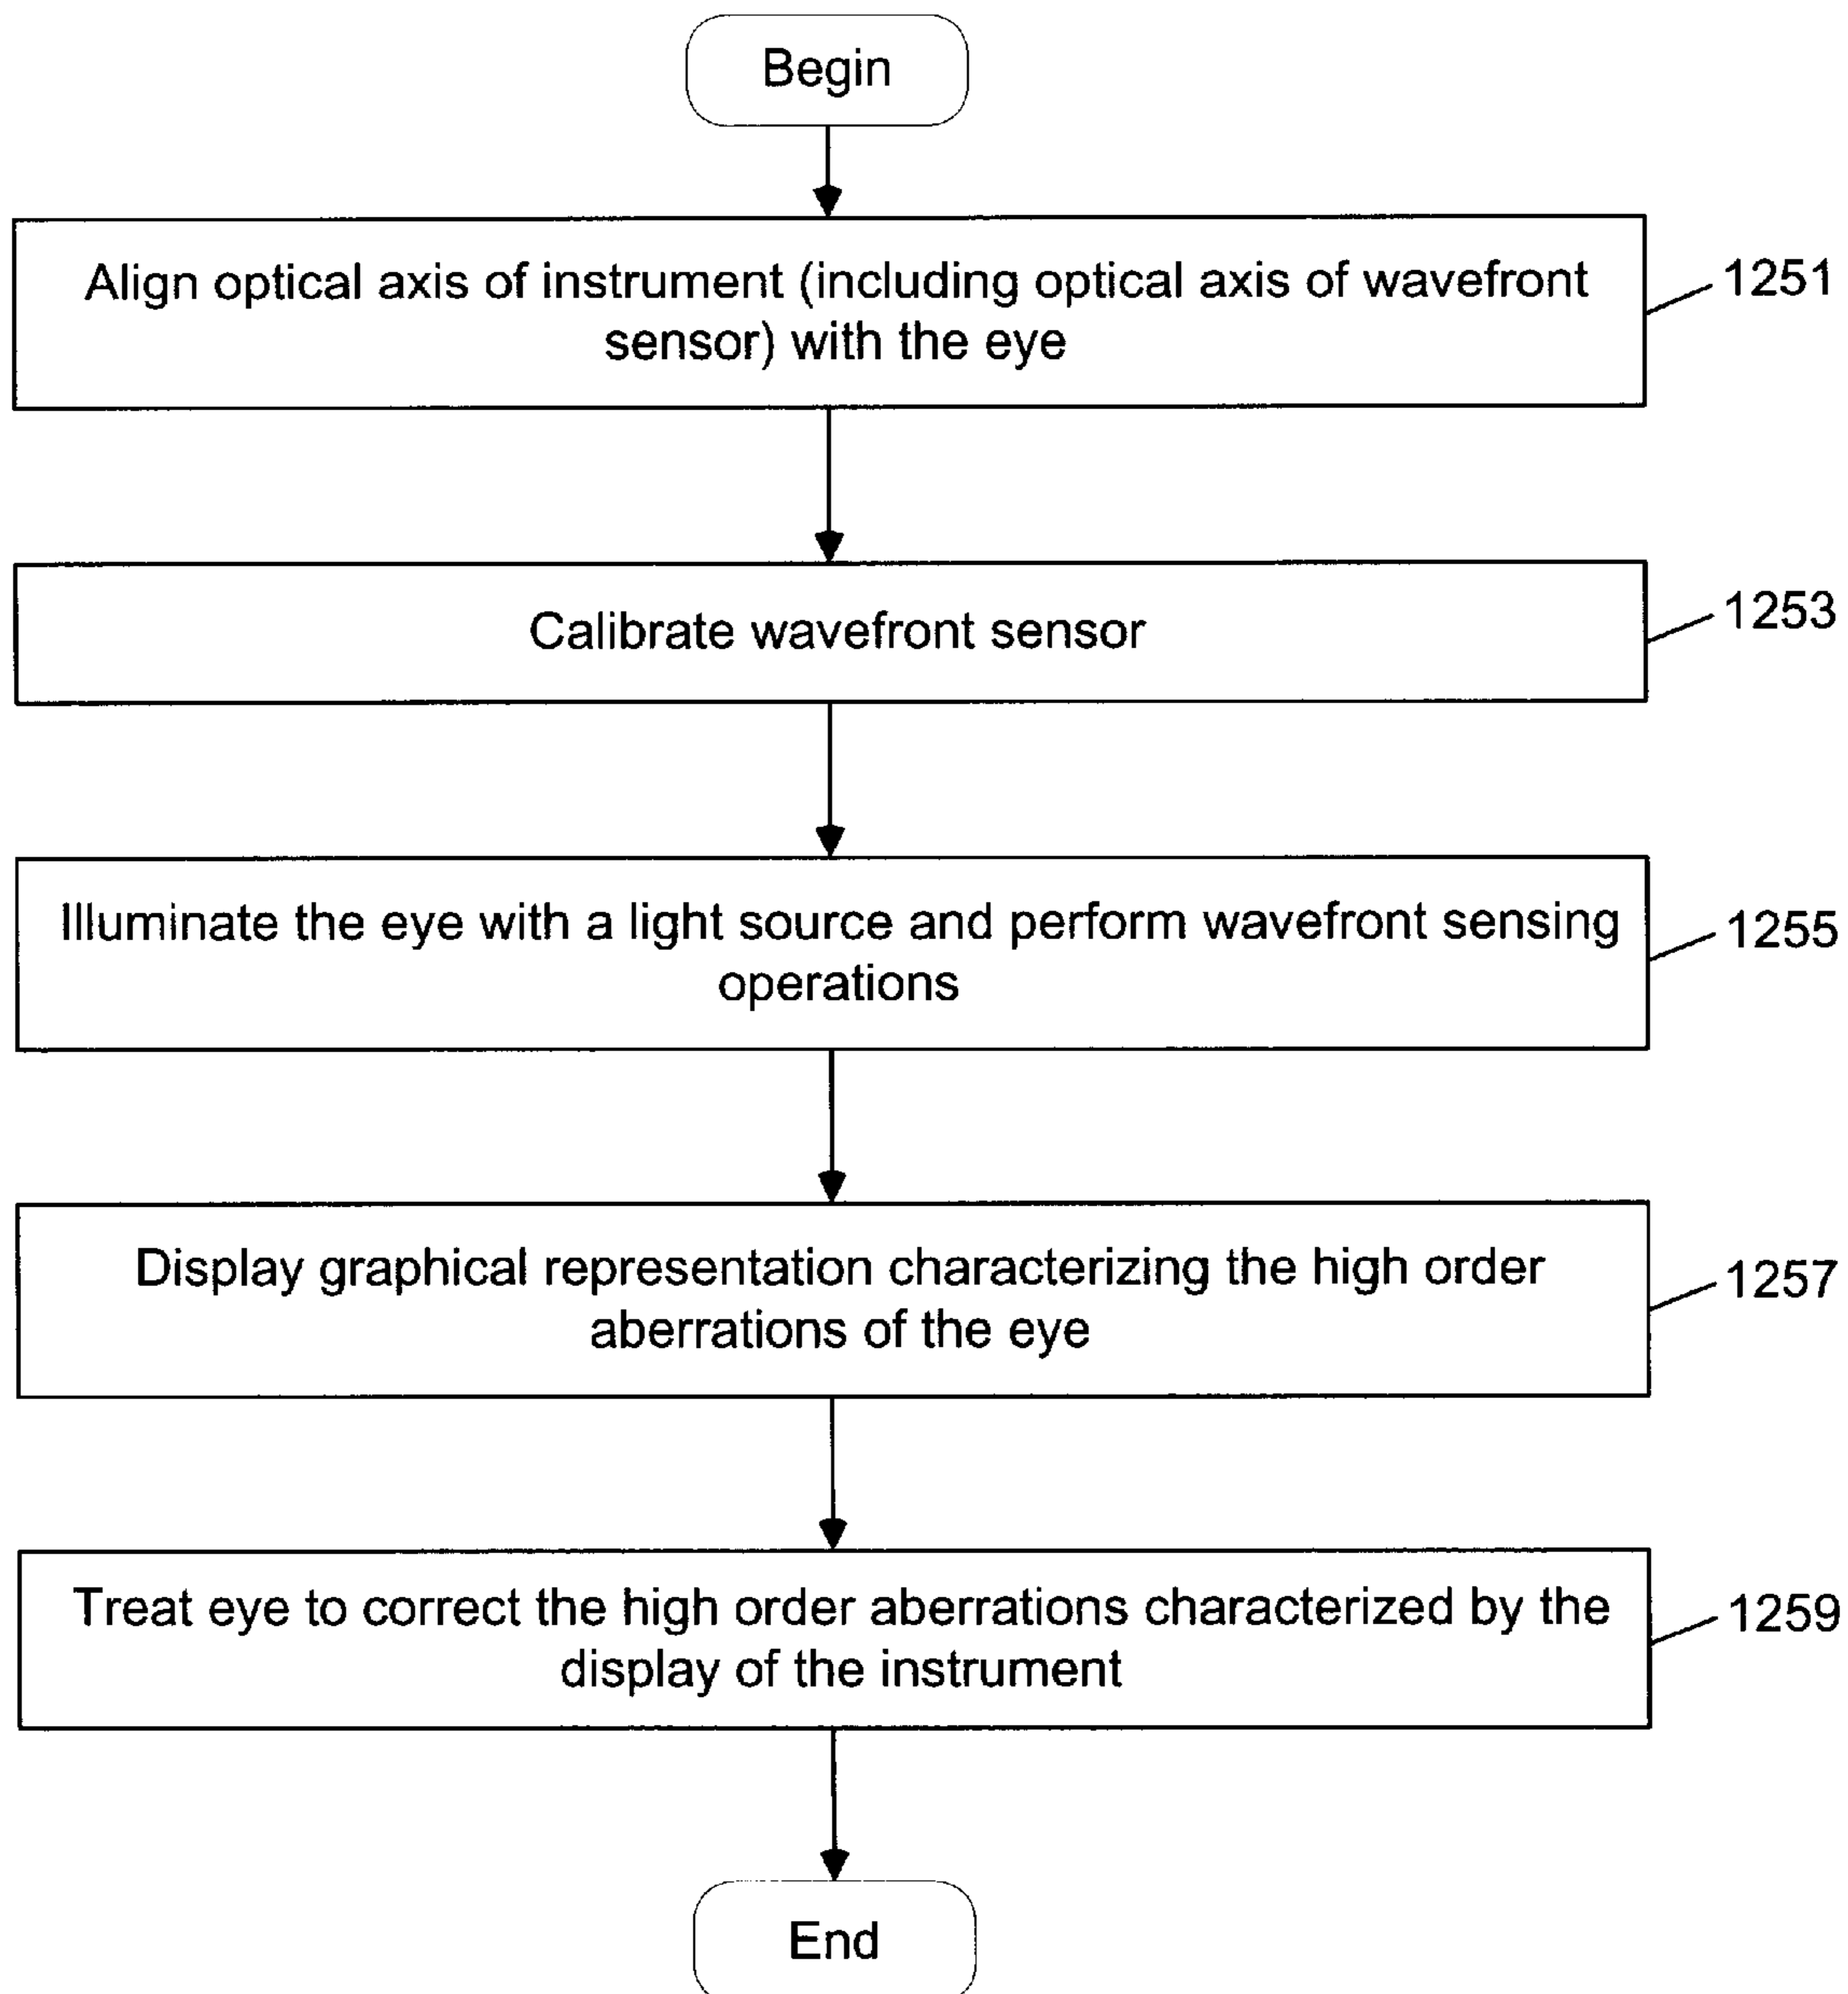 Begin
Align optical axis of instrument (including optical axis of wavefront
sensor) with the eye
1251
Calibrate wavefront sensor
1253
Illuminate the eye with a light source and perform wavefront sensing
operations
1255
Display graphical representation characterizing the high order
aberrations of the eye
1257
Treat eye to correct the high order aberrations characterized by the
display of the instrument
1259
End